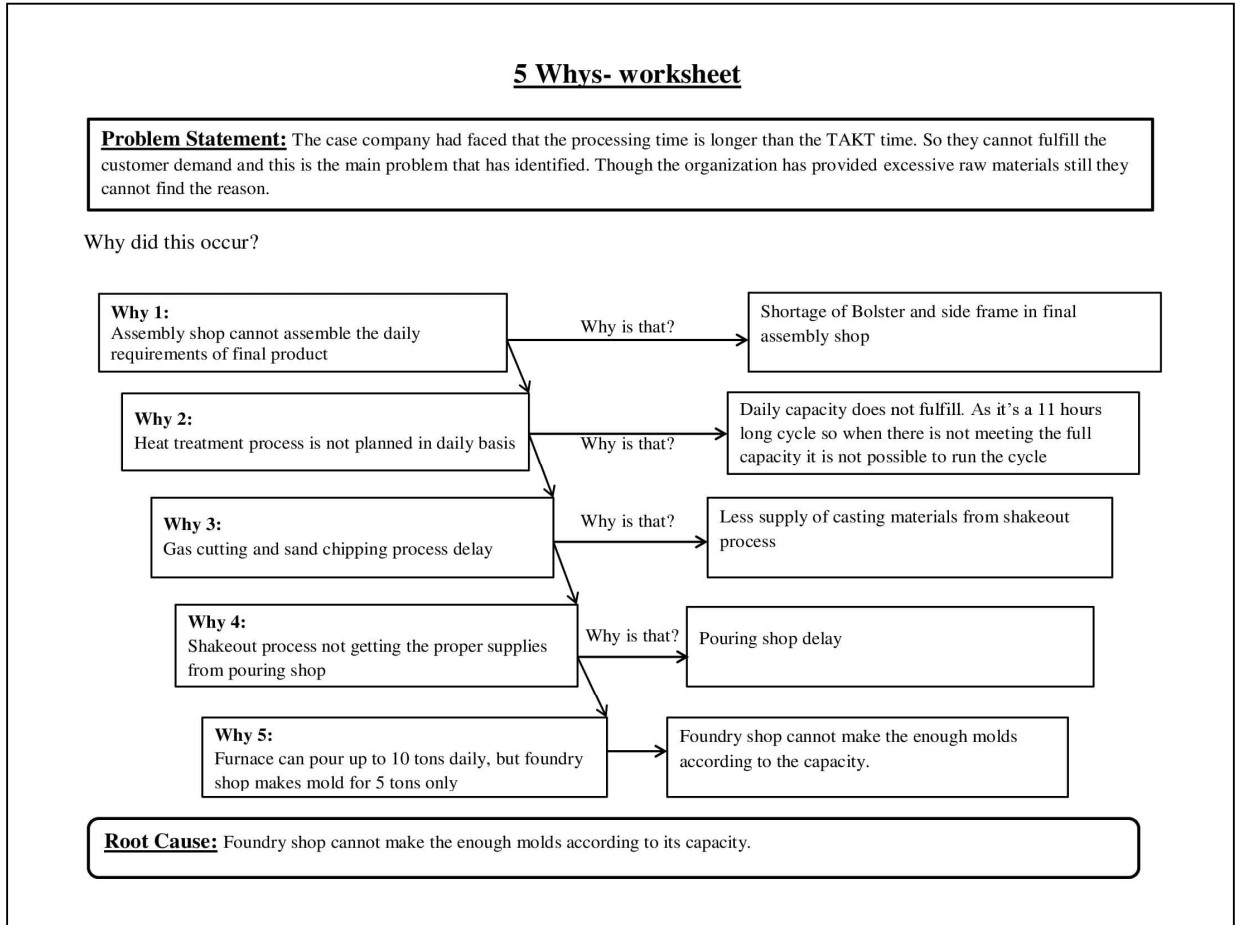 5 Whys- worksheet
Problem Statement: The case company had faced that the processing time is longer than the TAKT time. So they cannot fulfill the
customer demand and this is the main problem that has identified. Though the organization has provided excessive raw materials still they
cannot find the reason.
Why did this occur?
Why 1:
Assembly shop cannot assemble the daily
requirements of final product
Why is that?
Shortage of Bolster and side frame in final
assembly shop
Why 2:
Heat treatment process is not planned in daily basis
Why is that?
Daily capacity does not fulfill. As it’s a 11 hours
long cycle so when there is not meeting the full
capacity it is not possible to run the cycle
Why 3:
Gas cutting and sand chipping process delay
Why is that?
Less supply of casting materials from shakeout
process
Why 4:
Shakeout process not getting the proper supplies
from pouring shop
Why is that?
Pouring shop delay
Why 5:
Furnace can pour up to 10 tons daily, but foundry
shop makes mold for 5 tons only
Foundry shop cannot make the enough molds
according to the capacity.
Root Cause: Foundry shop cannot make the enough molds according to its capacity.